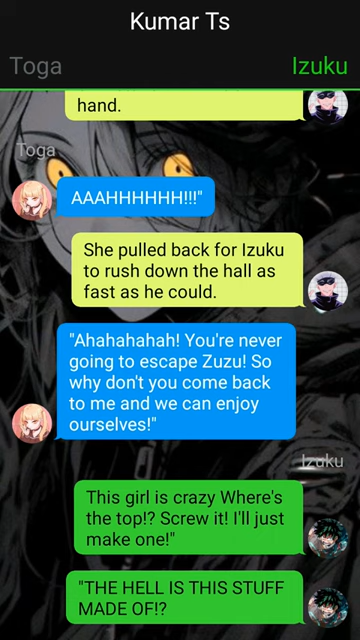 Kumar Ts
Toga
Izuku
hand.
Toga
AAAHHHHHH!!!"
She pulled back for Izuku
to rush down the hall as
fast as he could.
"Ahahahahah! You're never
going to escape Zuzu! So
why don't you come back
to me and we can enjoy
ourselves!"
Izuku
This girl is crazy Where's
the top!? Screw it! I'll just
make one!"
"THE HELL IS THIS STUFF
MADE OF!?